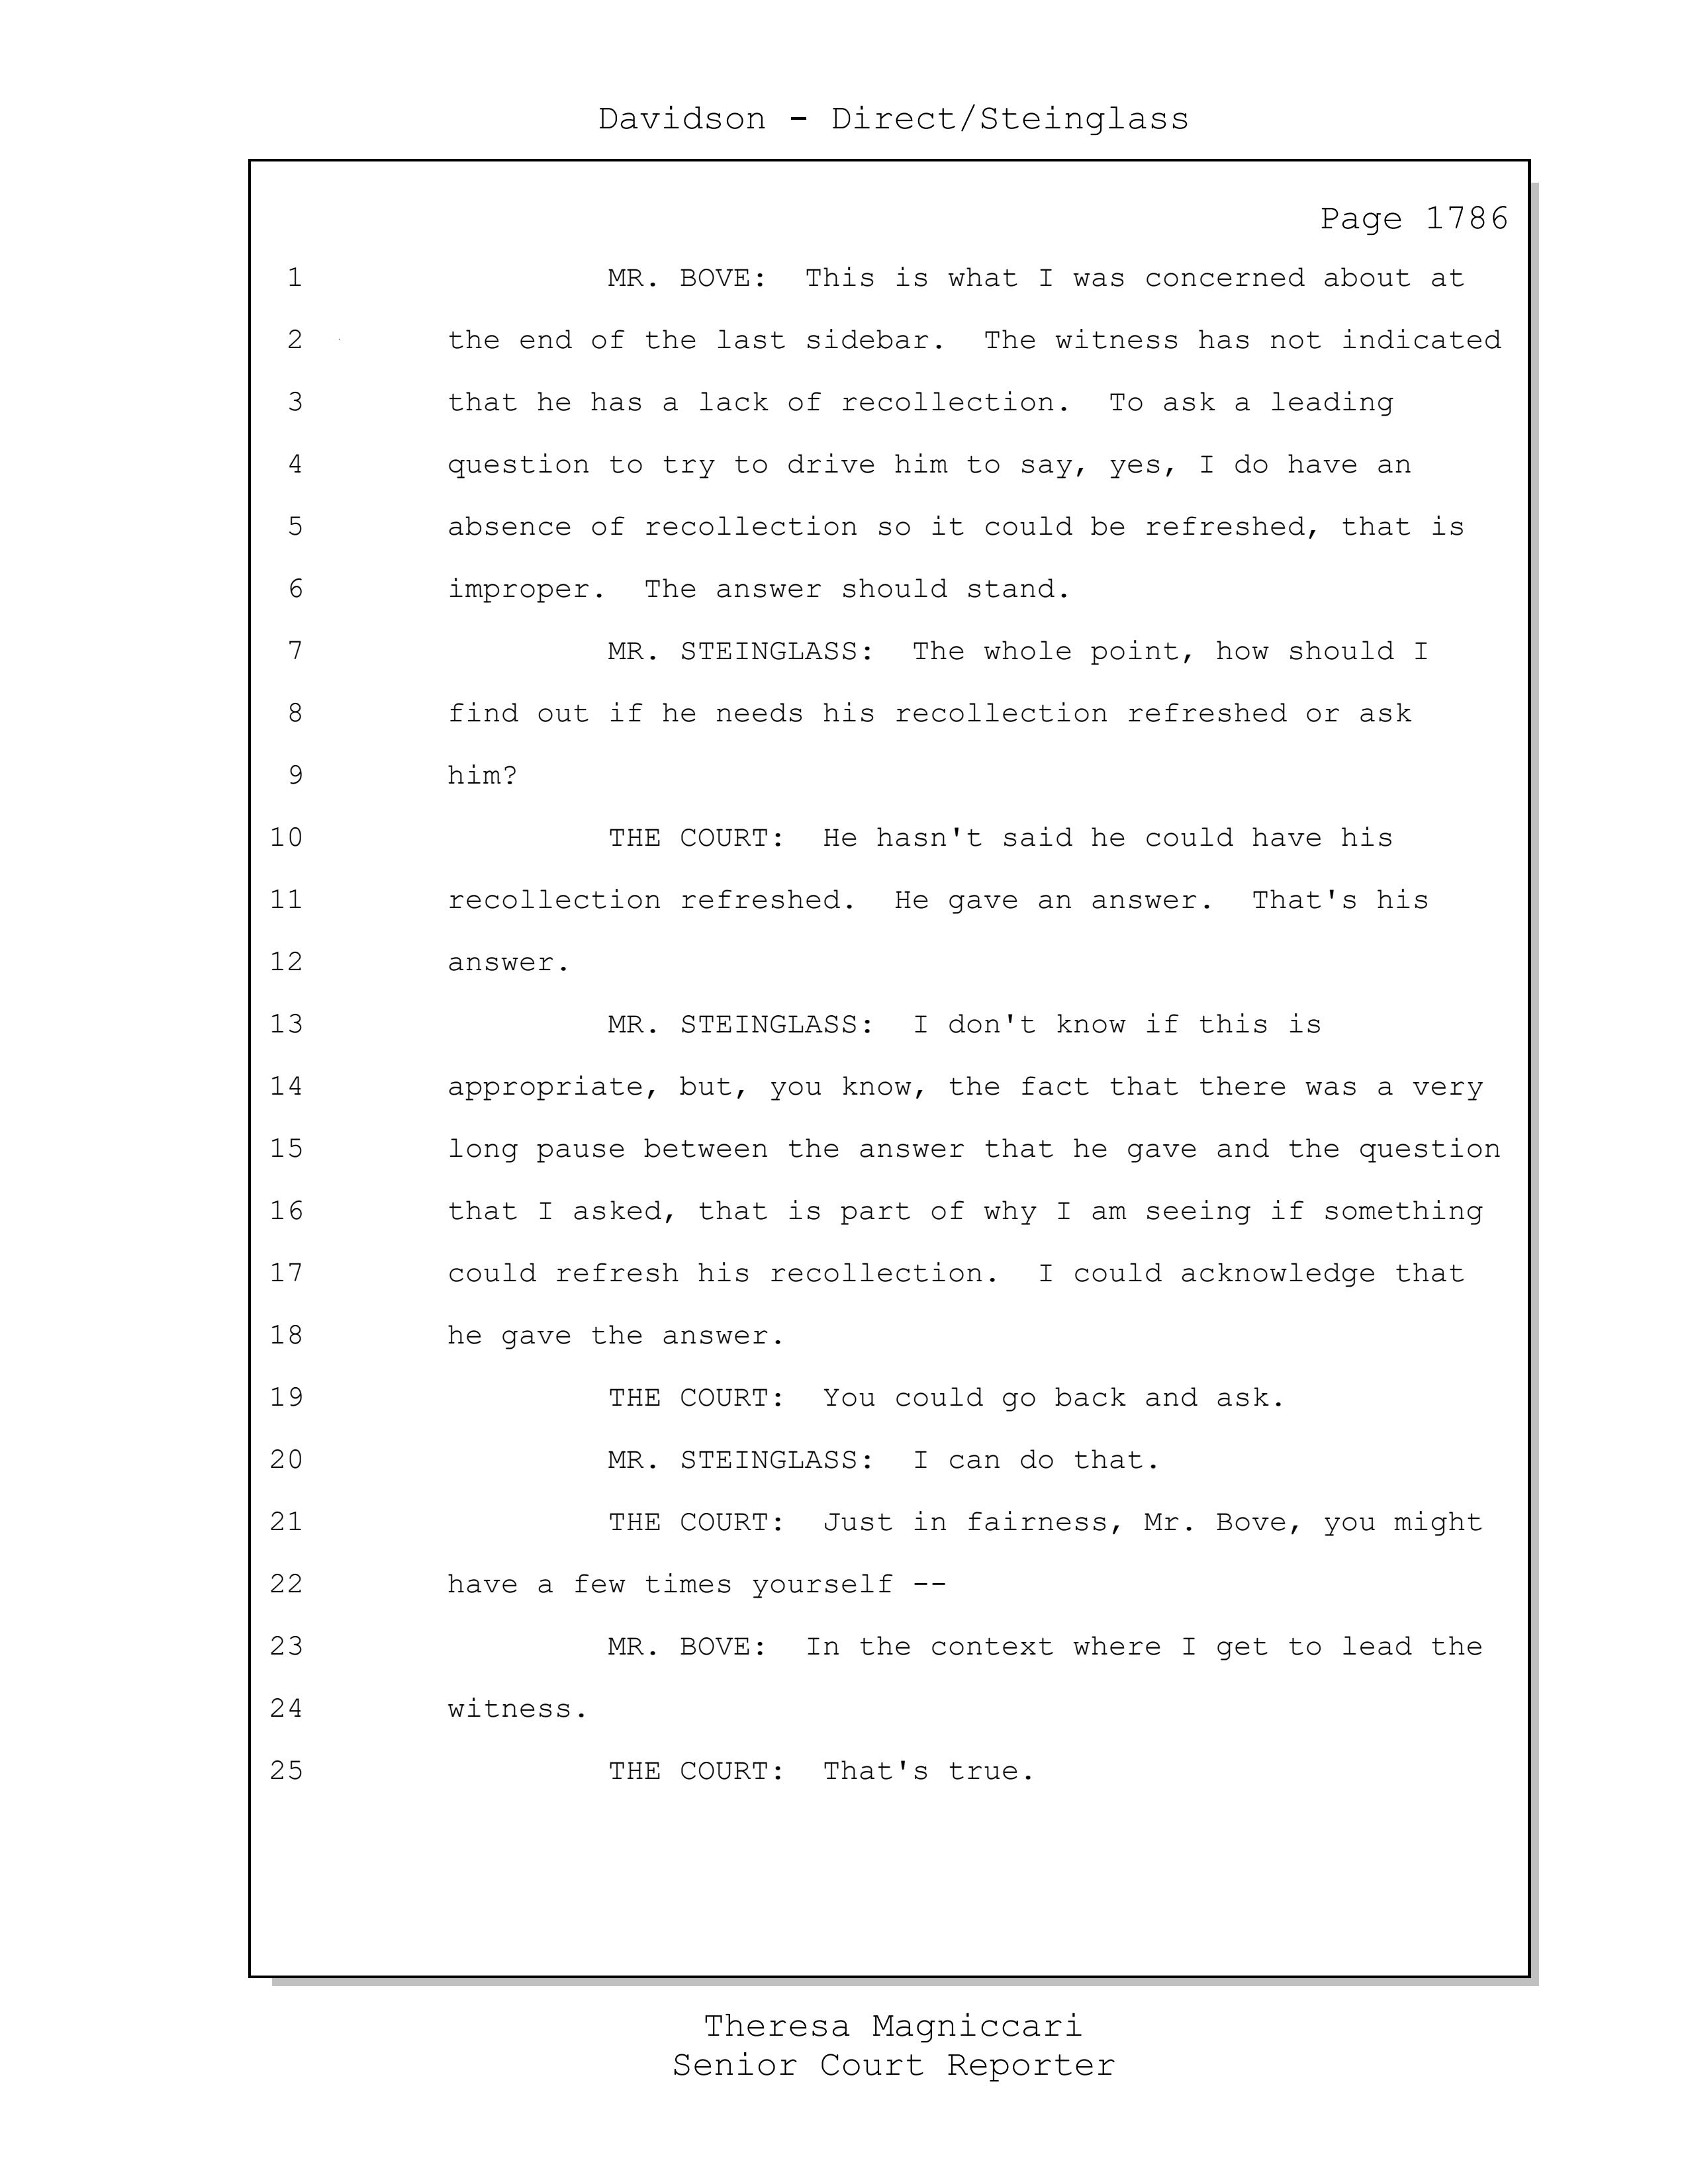 Davidson - Direct/Steinglass
Page 1786
1 MR. BOVE: This is what I was concerned about at
2 the end of the last sidebar. The witness has not indicated
3 that he has a lack of recollection. To ask a leading
4 question to try to drive him to say, yes, I do have an
5 absence of recollection so it could be refreshed, that is
6 improper. The answer should stand.
7 MR. STEINGLASS: The whole point, how should I
8 find out if he needs his recollection refreshed or ask
9 him?
10 THE COURT: He hasn't said he could have his
11 recollection refreshed. He gave an answer. That's his
12 answer.
13 MR. STEINGLASS: I don't know if this is
14 appropriate, but, you know, the fact that there was a very
15 long pause between the answer that he gave and the question
16 that I asked, that is part of why I am seeing if something
17 could refresh his recollection. I could acknowledge that
18 he gave the answer.
19 THE COURT: You could go back and ask.
20 MR. STEINGLASS: I can do that.
21 THE COURT: Just in fairness, Mr. Bove, you might
22 have a few times yourself --
23 MR. BOVE: In the context where I get to lead the
24 witness.
25 THE COURT: That's true.
Theresa Magniccari
Senior Court Reporter